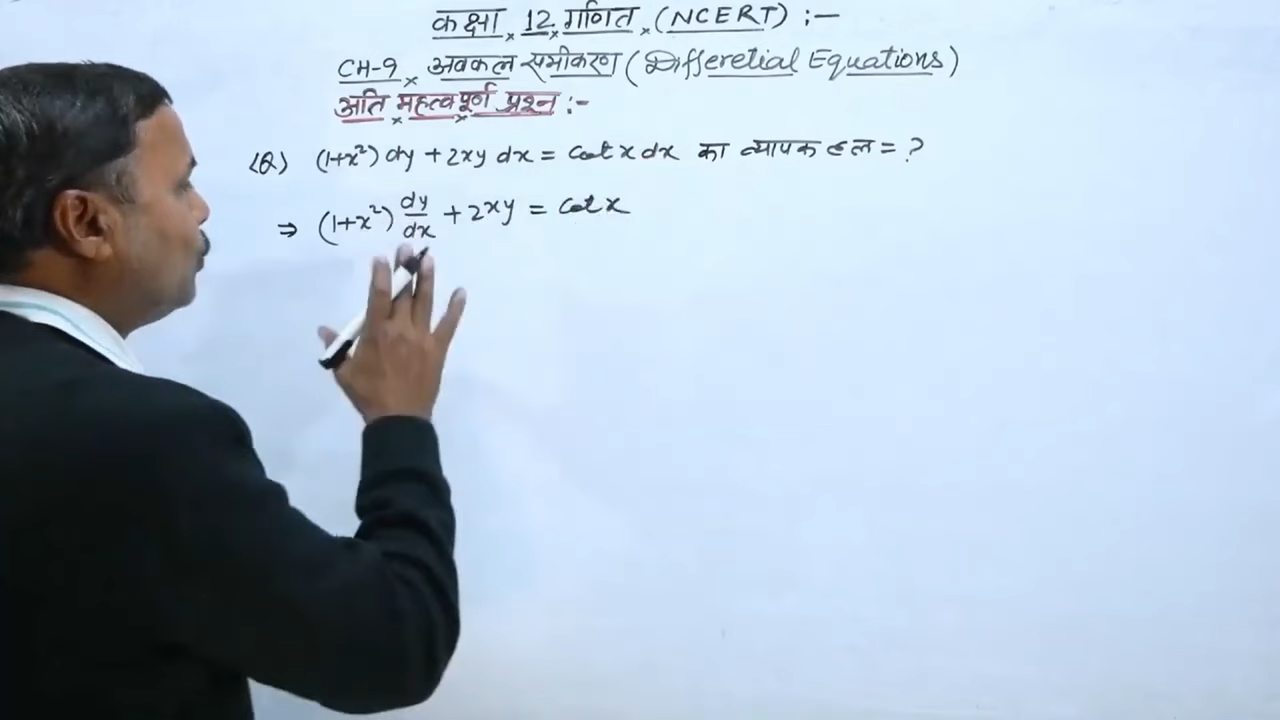 कक्षा 12 गणित (NCERT) :-
CH-9 अवकल समीकरण (Differetial Equations)
अति महत्वपूर्ण प्रश्न :-
(Q) (1+x²) dy + 2xy dx = cot x dx का व्यापक हल = ?
⇒ (1+x²) dy/dx + 2xy = cot x